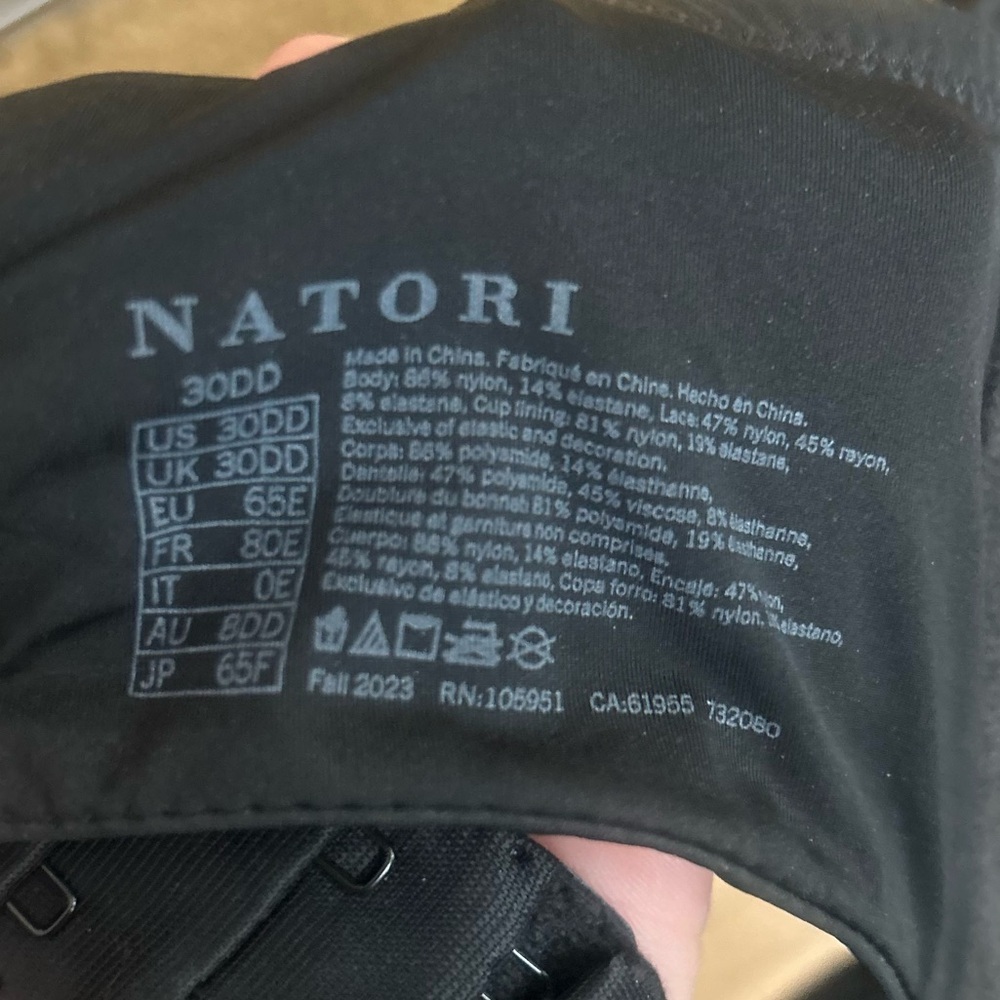 NATORI
30DD
US 30DD
UK 30DD
EU 65E
FR 80E
IT 0E
AU 8DD
JP 65F
Made in China. Fabriqué en Chine. Hecho en China.
Body: 86% nylon, 14% elastane, Lace: 47% nylon, 45% rayon,
8% elastane, Cup lining: 81% nylon, 19% elastane,
Exclusive of elastic and decoration.
Corps: 86% polyamide, 14% élasthanne,
Dentelle: 47% polyamide, 45% viscose, 8% élasthanne,
Doublure du bonnet: 81% polyamide, 19% élasthanne,
Elastique et garniture non comprises.
Cuerpo: 86% nylon, 14% elastano, Encaje: 47% nylon,
45% rayon, 8% elastano, Copa forro: 81% nylon, elastano,
Exclusivo de elástico y decoración.
Fall 2023 RN:105951 CA:61955 732080